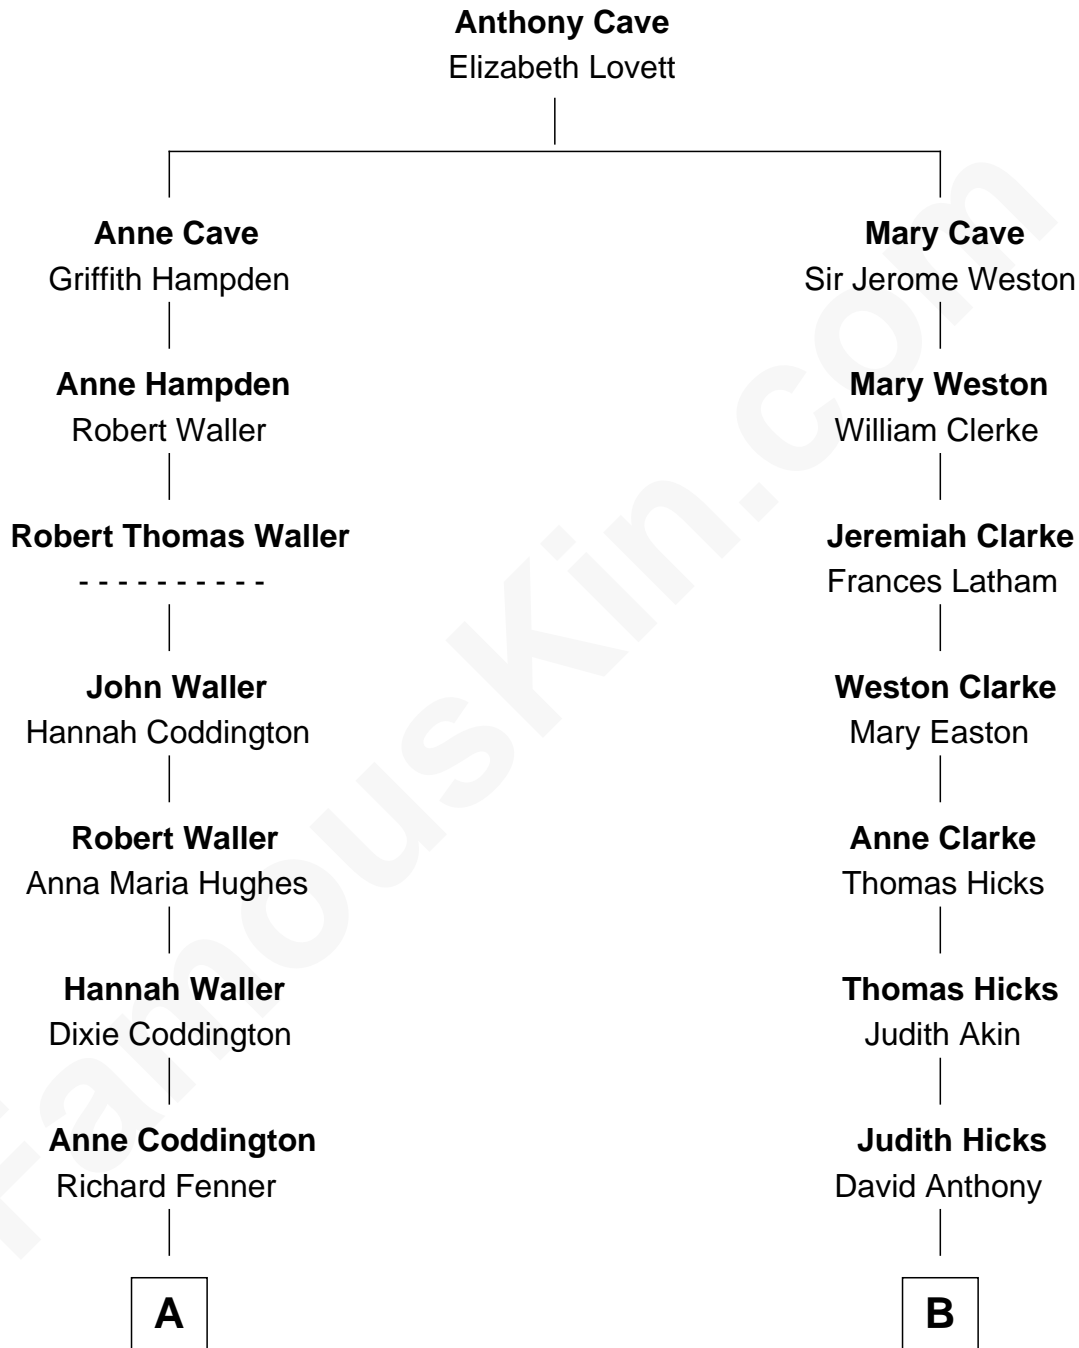 Anthony Cave
Elizabeth Lovett
Anne Cave
Griffith Hampden
Anne Hampden
Robert Waller
Robert Thomas Waller
- - - - - - - - - -
John Waller
Hannah Coddington
Robert Waller
Anna Maria Hughes
Hannah Waller
Dixie Coddington
Anne Coddington
Richard Fenner
A
Mary Cave
Sir Jerome Weston
Mary Weston
William Clerke
Jeremiah Clarke
Frances Latham
Weston Clarke
Mary Easton
Anne Clarke
Thomas Hicks
Thomas Hicks
Judith Akin
Judith Hicks
David Anthony
B
FamousKin.com